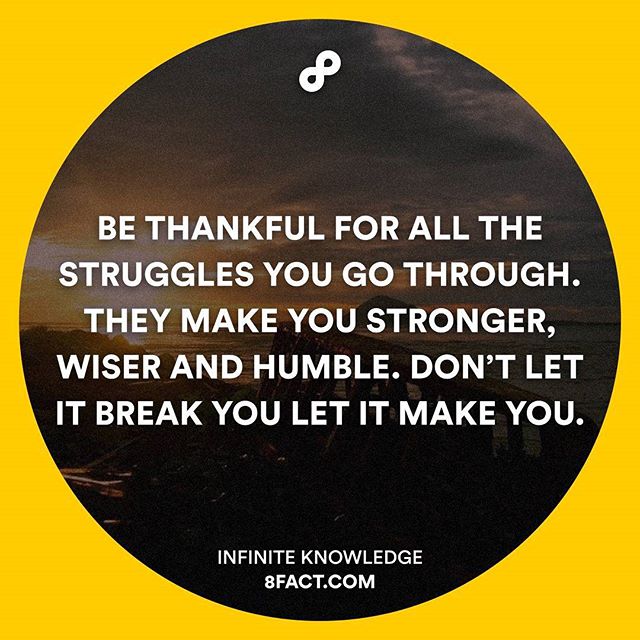 BE THANKFUL FOR ALL THE
STRUGGLES YOU GO THROUGH.
THEY MAKE YOU STRONGER,
WISER AND HUMBLE. DON'T LET
IT BREAK YOU LET IT MAKE YOU.
INFINITE KNOWLEDGE
8FACT.COM